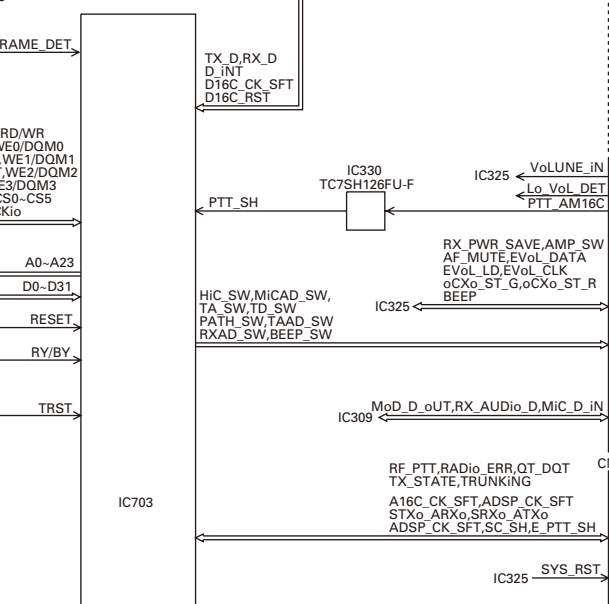 RAME_DET
TX_D,RX_D
D_iNT
D16C_CK_SFT
D16C_RST
RD/WR
WE0/DQM0
,WE1/DQM1
,WE2/DQM2
E3/DQM3
CS0~CS5
CKio
A0~A23
D0~D31
RESET
RY/BY
TRST
IC703
PTT_SH
IC330
TC7SH126FU-F
IC325
VoLUNE_iN
Lo_VoL_DET
PTT_AM16C
RX_PWR_SAVE,AMP_SW
AF_MUTE,EVoL_DATA
EVoL_LD,EVoL_CLK
oCXo_ST_G,oCXo_ST_R
BEEP
IC325
HiC_SW,MiCAD_SW,
TA_SW,TD_SW
PATH_SW,TAAD_SW
RXAD_SW,BEEP_SW
MoD_D_oUT,RX_AUDio_D,MiC_D_iN
IC309
RF_PTT,RADio_ERR,QT_DQT
TX_STATE,TRUNKiNG
A16C_CK_SFT,ADSP_CK_SFT
STXo_ARXo,SRXo_ATXo
ADSP_CK_SFT,SC_SH,E_PTT_SH
IC325
SYS_RST